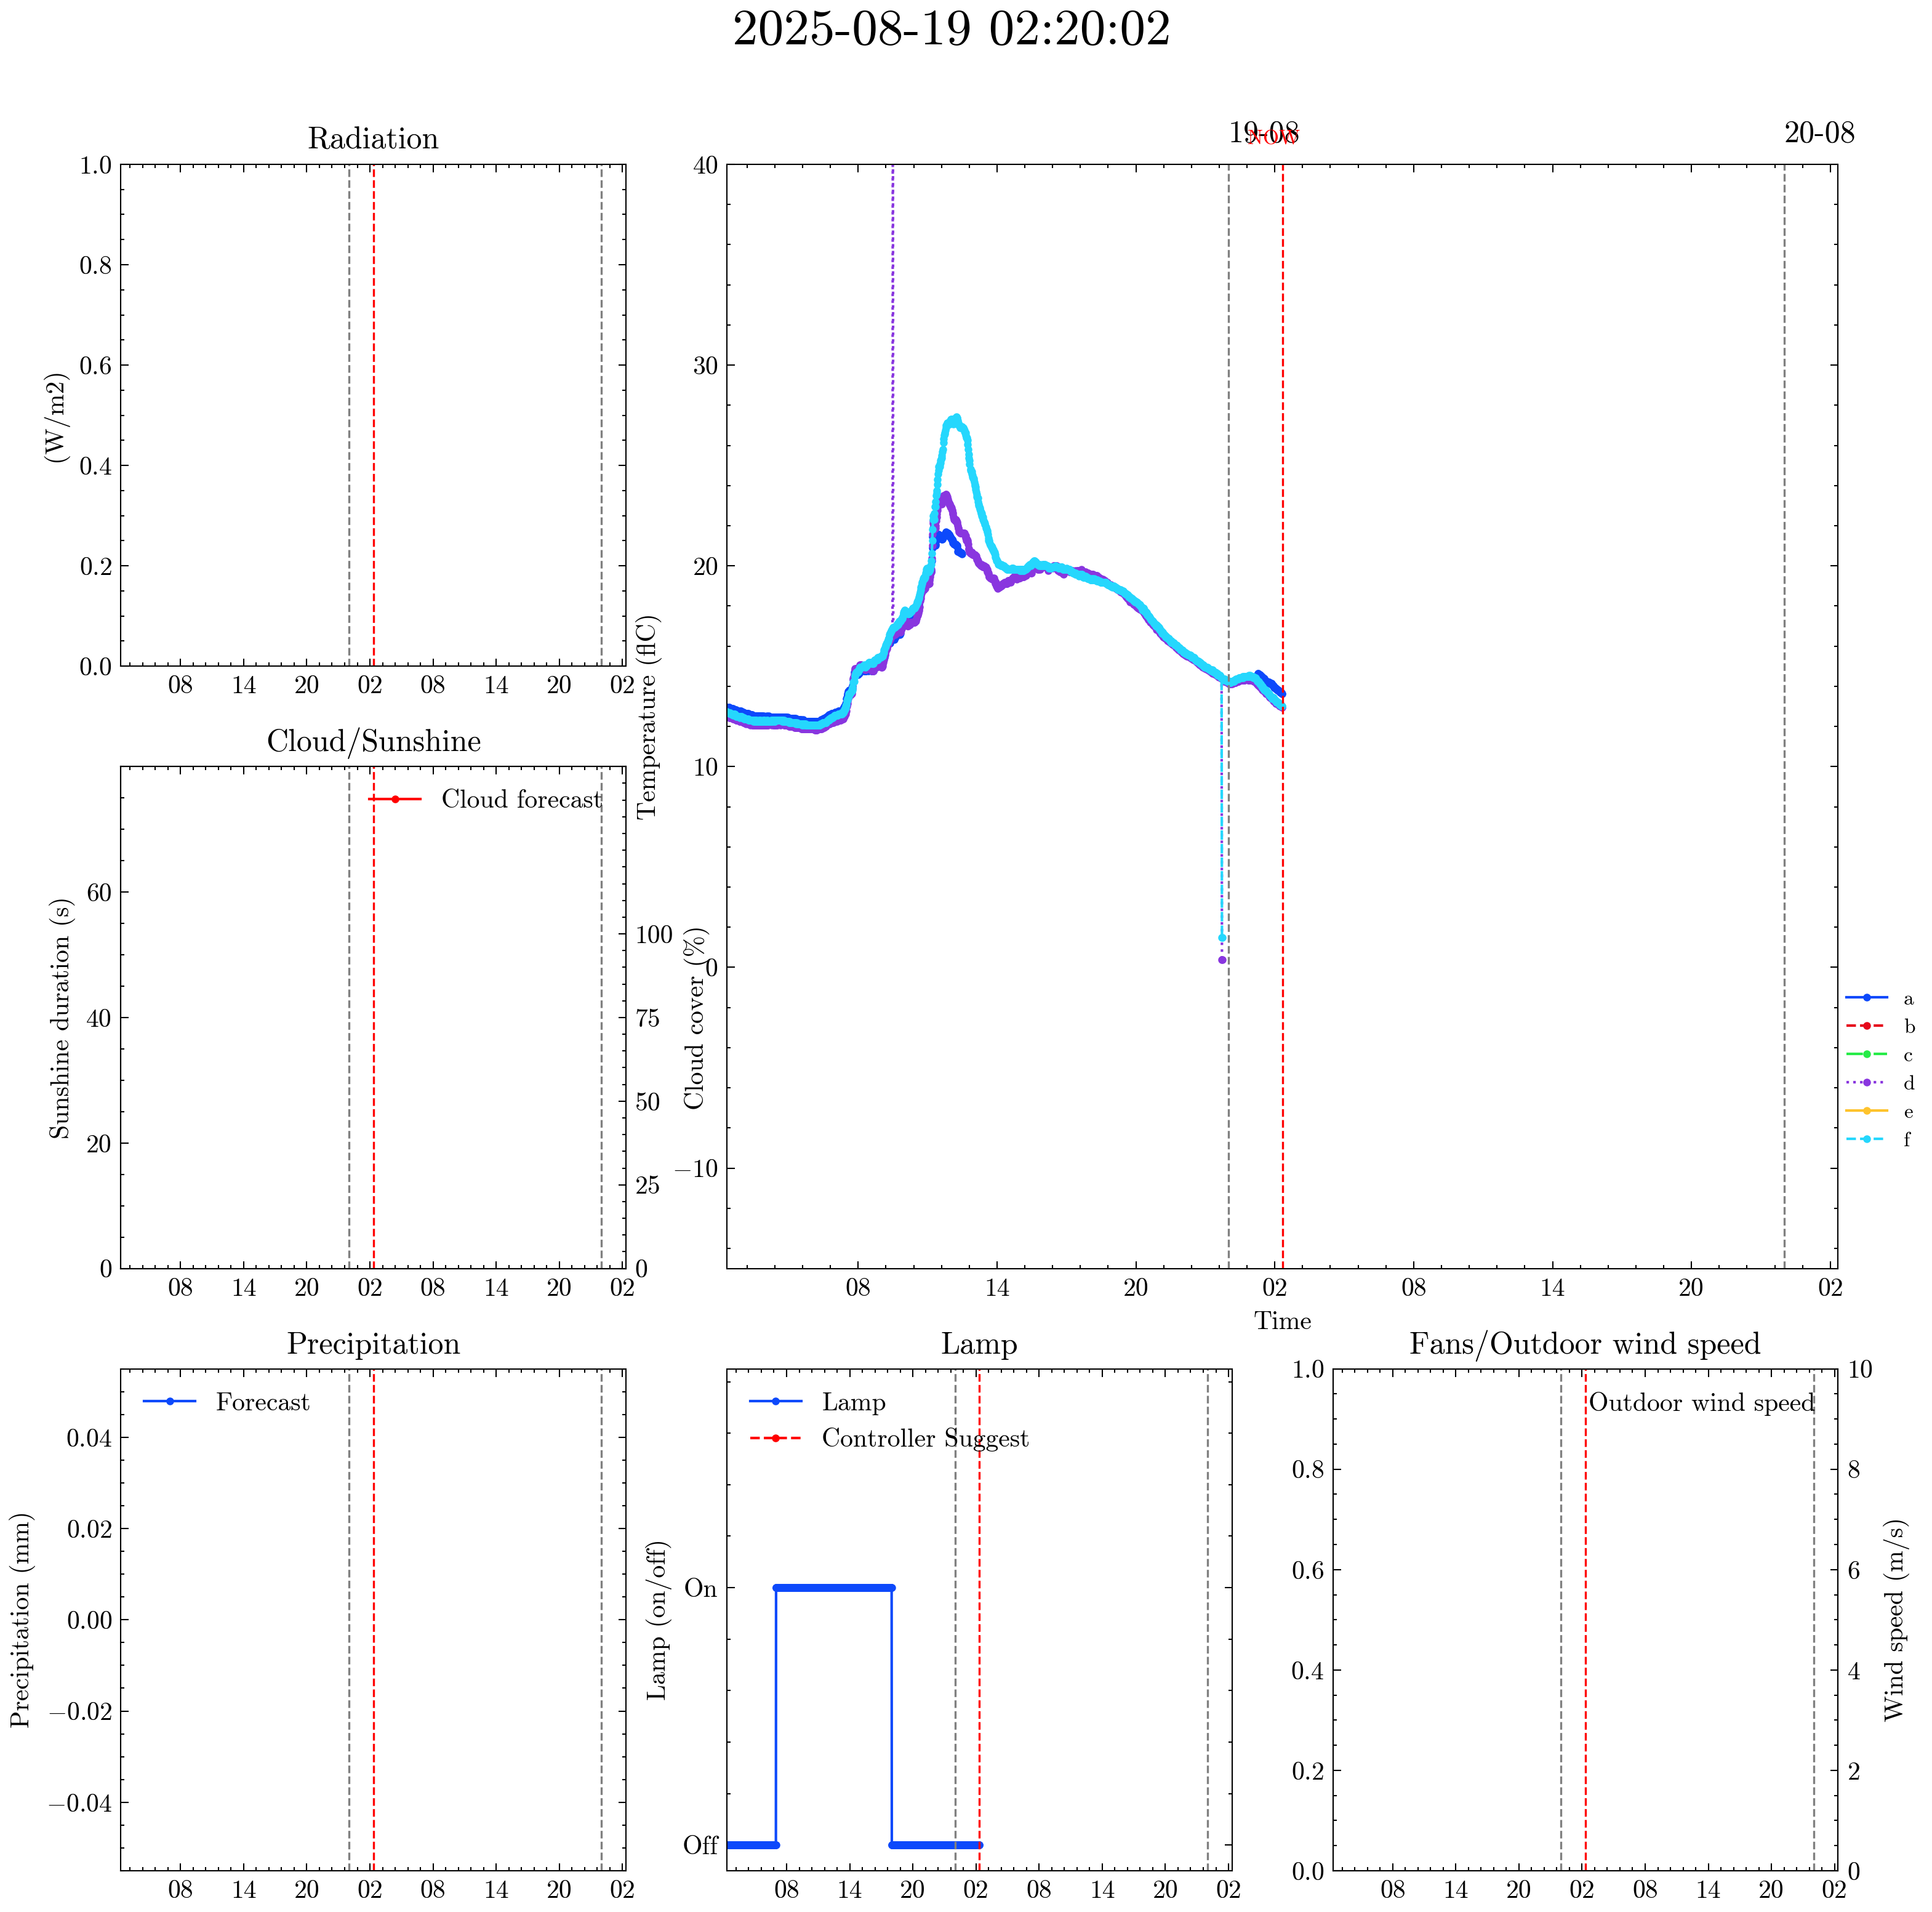 2025-08-19 02:20:02
Radiation
1.0
0.8
0.6
0.4
0.2
0.0
(W/m2)
08 14 20 02 08 14 20 02
19-08
NOW
20-08
40
30
20
10
0
−10
Temperature (flC)
08 14 20 02 08 14 20 02
Time
a
b
c
d
e
f
Cloud/Sunshine
Cloud forecast
60
40
20
0
Sunshine duration (s)
100
75
50
25
0
Cloud cover (%)
08 14 20 02 08 14 20 02
Precipitation
Forecast
0.04
0.02
0.00
−0.02
−0.04
Precipitation (mm)
08 14 20 02 08 14 20 02
Lamp
Lamp
Controller Suggest
On
Off
Lamp (on/off)
08 14 20 02 08 14 20 02
Fans/Outdoor wind speed
Outdoor wind speed
1.0
0.8
0.6
0.4
0.2
0.0
10
8
6
4
2
0
Wind speed (m/s)
08 14 20 02 08 14 20 02